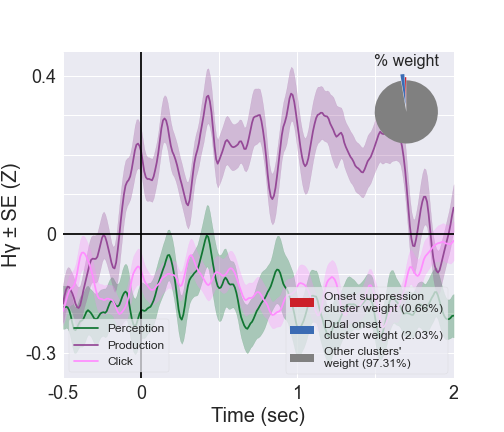 % weight
0.4
0
-0.3
Hγ ± SE (Z)
Perception
Production
Click
Onset suppression
cluster weight (0.66%)
Dual onset
cluster weight (2.03%)
Other clusters'
weight (97.31%)
-0.5
0
1
2
Time (sec)